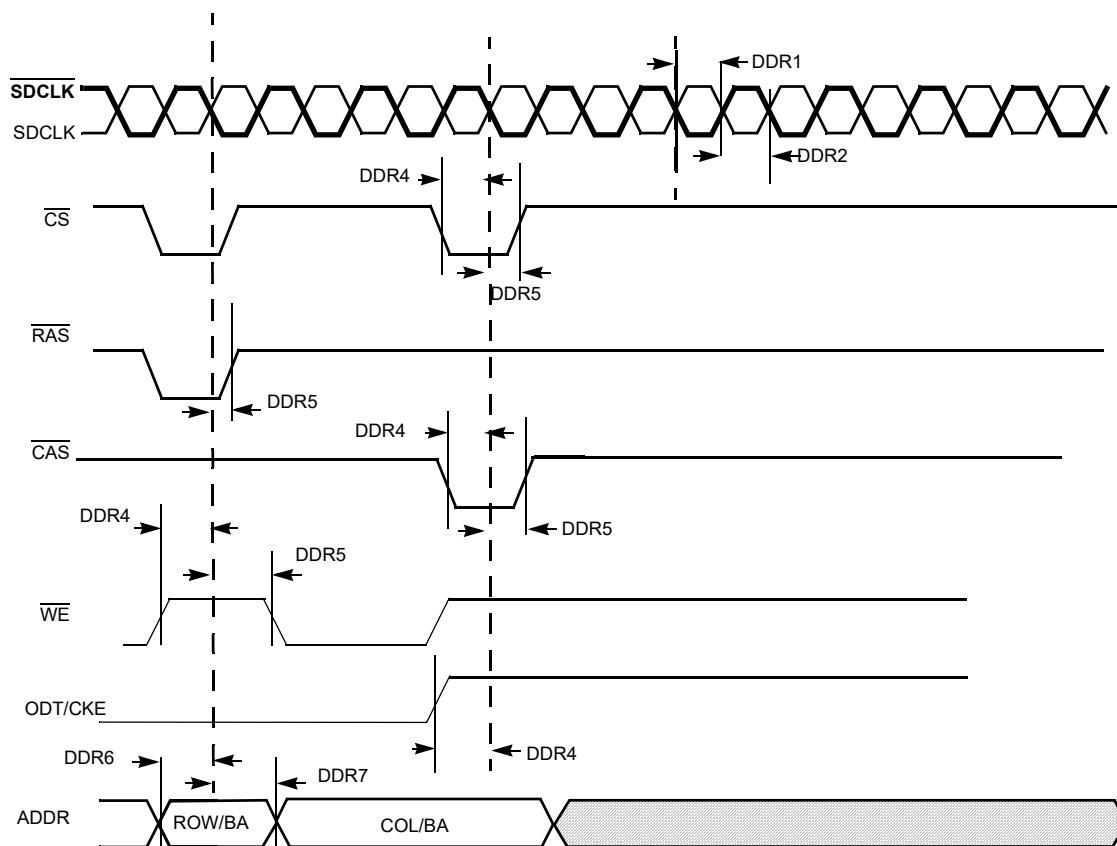 DDR1
SDCLK
SDCLK
DDR2
DDR4
CS
DDR5
RAS
DDR5
DDR4
CAS
DDR4
DDR5
DDR5
WE
ODT/CKE
DDR4
DDR6
DDR7
ADDR
ROW/BA
COL/BA